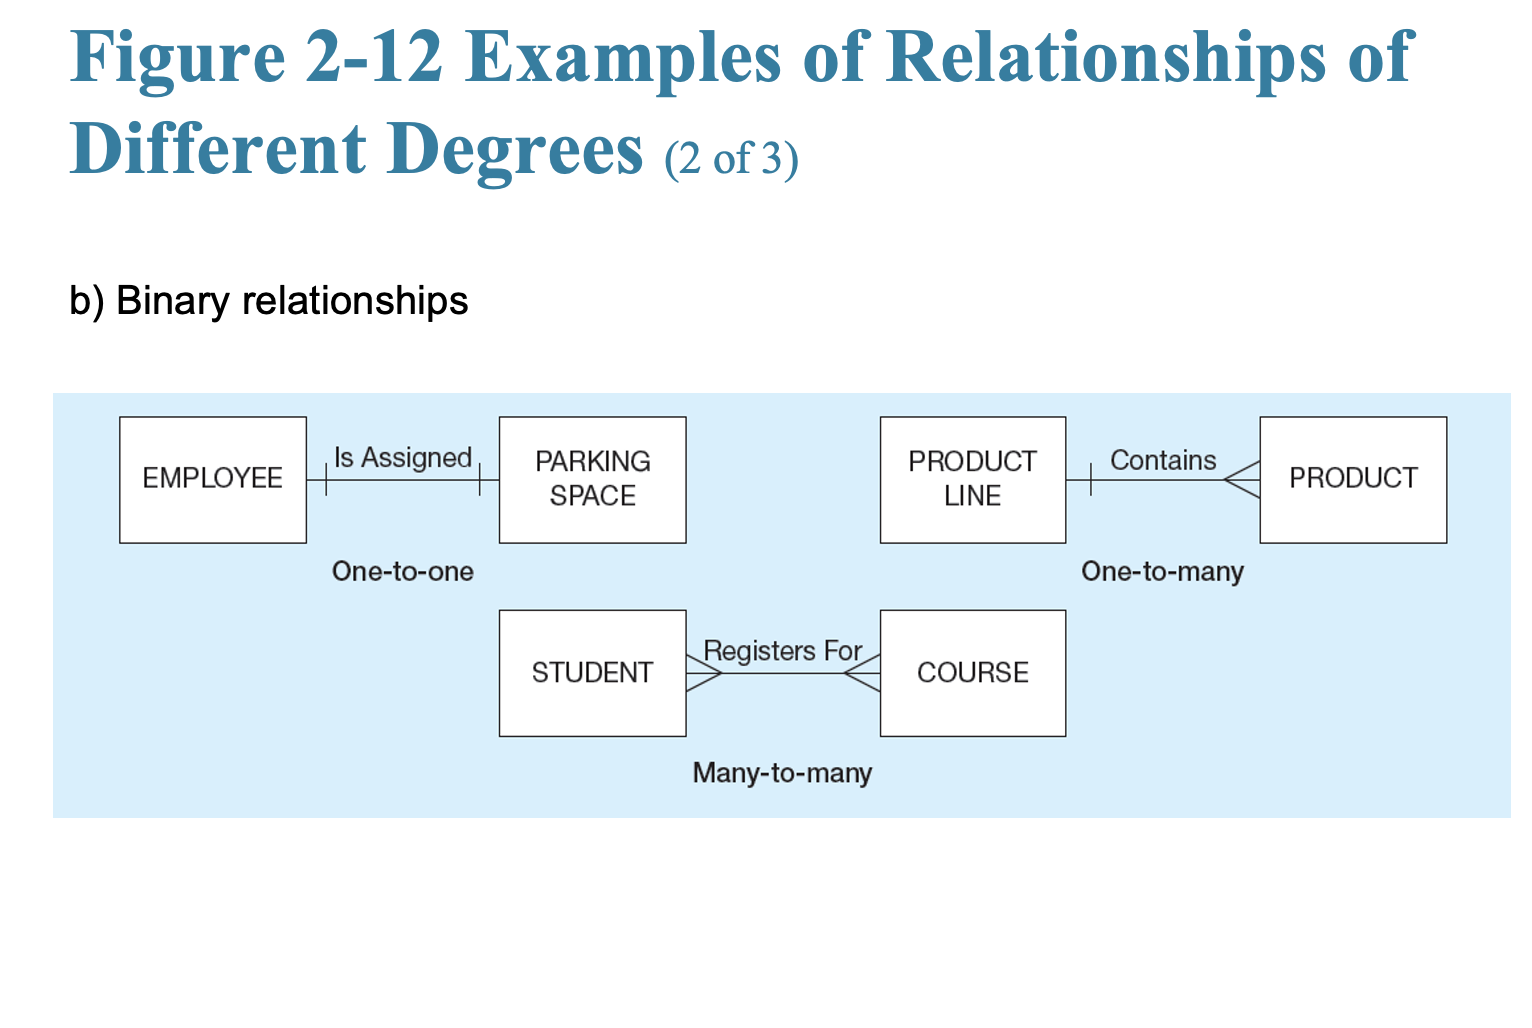 Figure 2-12 Examples of Relationships of
Different Degrees (2 of 3)
b) Binary relationships
EMPLOYEE
Is Assigned
PARKING
SPACE
One-to-one
PRODUCT
LINE
Contains
PRODUCT
One-to-many
STUDENT
Registers For
COURSE
Many-to-many